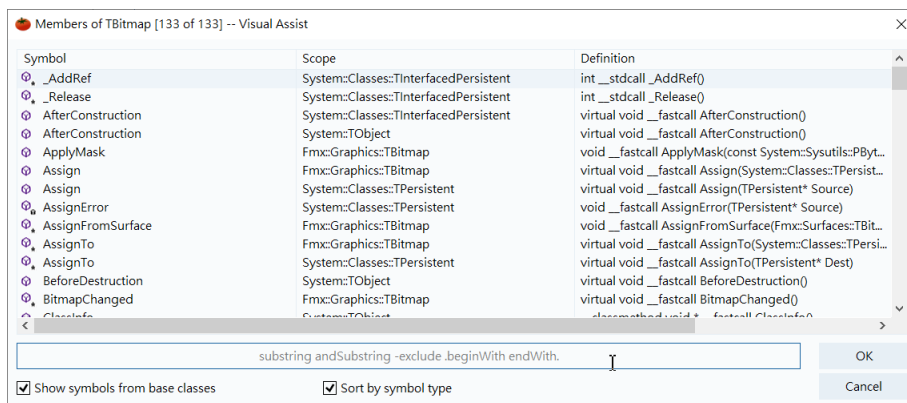 Members of TBitmap [133 of 133] -- Visual Assist
Symbol Scope Definition
_AddRef System::Classes::TInterfacedPersistent int __stdcall _AddRef()
_Release System::Classes::TInterfacedPersistent int __stdcall _Release()
AfterConstruction System::Classes::TInterfacedPersistent virtual void __fastcall AfterConstruction()
AfterConstruction System::TObject virtual void __fastcall AfterConstruction()
ApplyMask Fmx::Graphics::TBitmap void __fastcall ApplyMask(const System::Sysutils::PByt...
Assign Fmx::Graphics::TBitmap virtual void __fastcall Assign(System::Classes::TPersist...
Assign System::Classes::TPersistent virtual void __fastcall Assign(TPersistent* Source)
AssignError System::Classes::TPersistent void __fastcall AssignError(TPersistent* Source)
AssignFromSurface Fmx::Graphics::TBitmap void __fastcall AssignFromSurface(Fmx::Surfaces::TBit...
AssignTo Fmx::Graphics::TBitmap virtual void __fastcall AssignTo(System::Classes::TPersi...
AssignTo System::Classes::TPersistent virtual void __fastcall AssignTo(TPersistent* Dest)
BeforeDestruction System::TObject virtual void __fastcall BeforeDestruction()
BitmapChanged Fmx::Graphics::TBitmap virtual void __fastcall BitmapChanged()
ClassInfo System::TObject __classmethod void * __fastcall ClassInfo()
substring andSubstring -exclude .beginWith endWith. OK
Show symbols from base classes Sort by symbol type Cancel